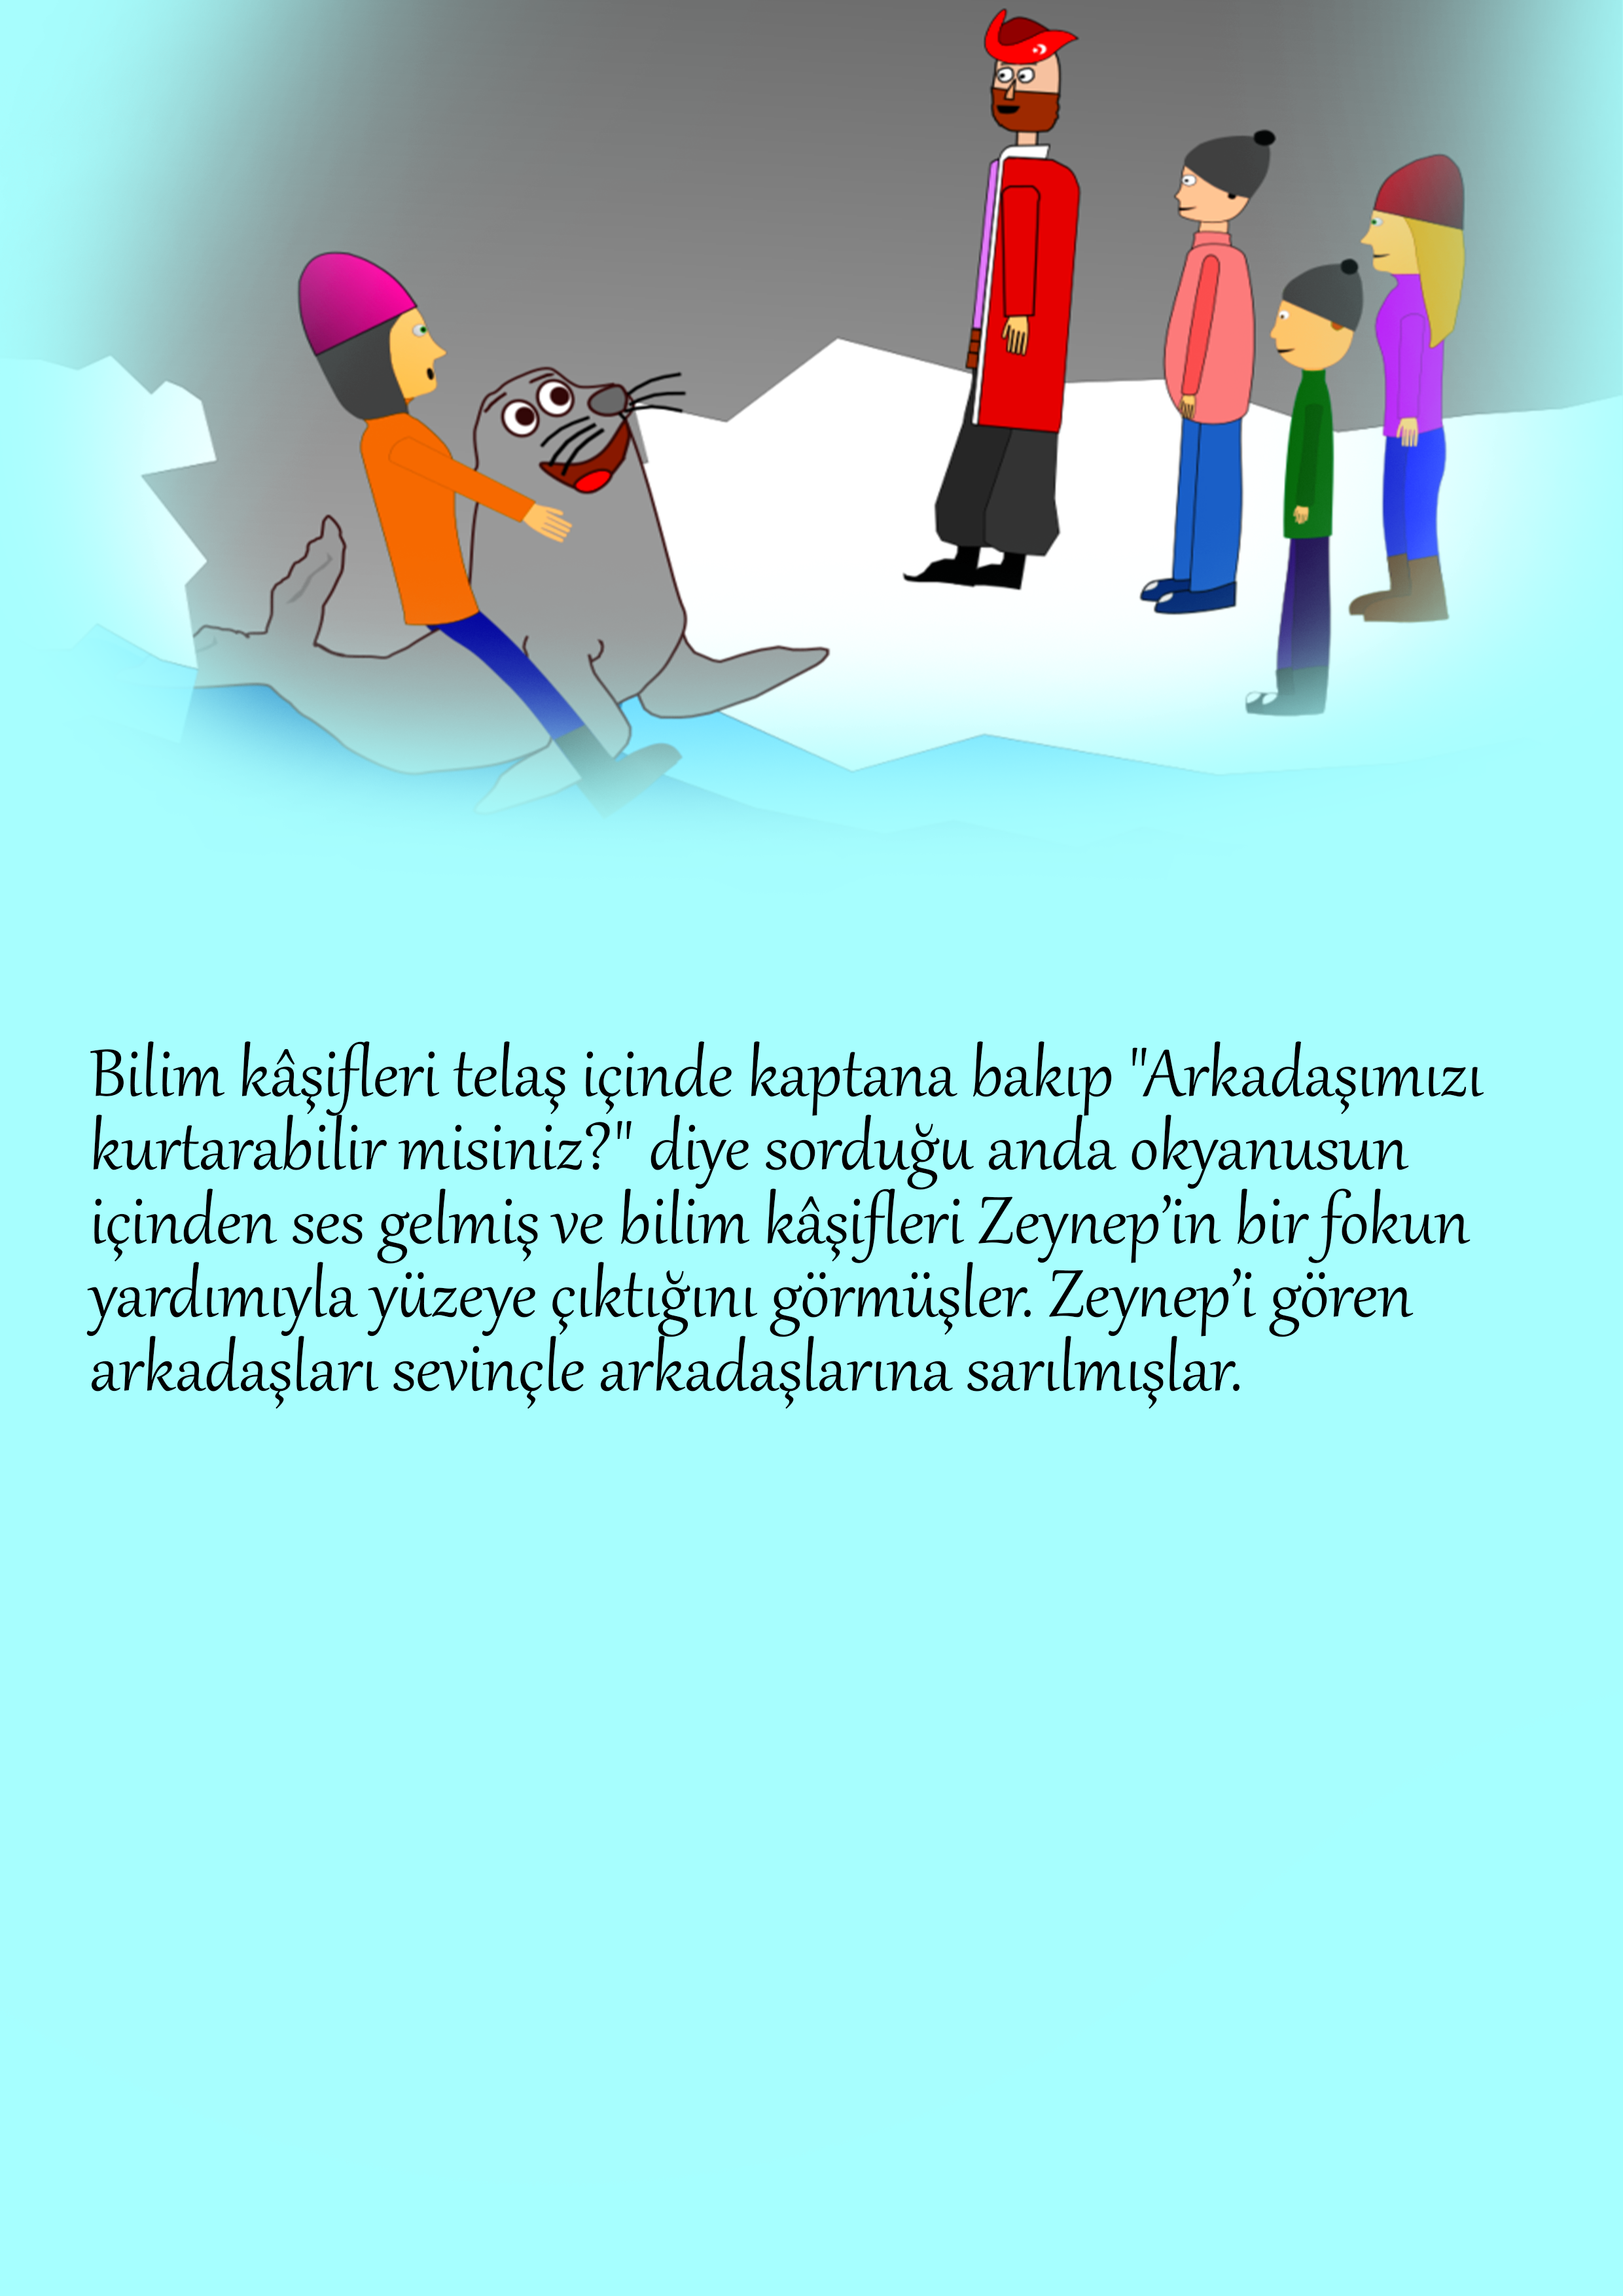 Bilim kâşifleri telaş içinde kaptana bakıp "Arkadaşımızı
kurtarabilir misiniz?" diye sorduğu anda okyanusun
içinden ses gelmiş ve bilim kâşifleri Zeynep’in bir fokun
yardımıyla yüzeye çıktığını görmüşler. Zeynep’i gören
arkadaşları sevinçle arkadaşlarına sarılmışlar.